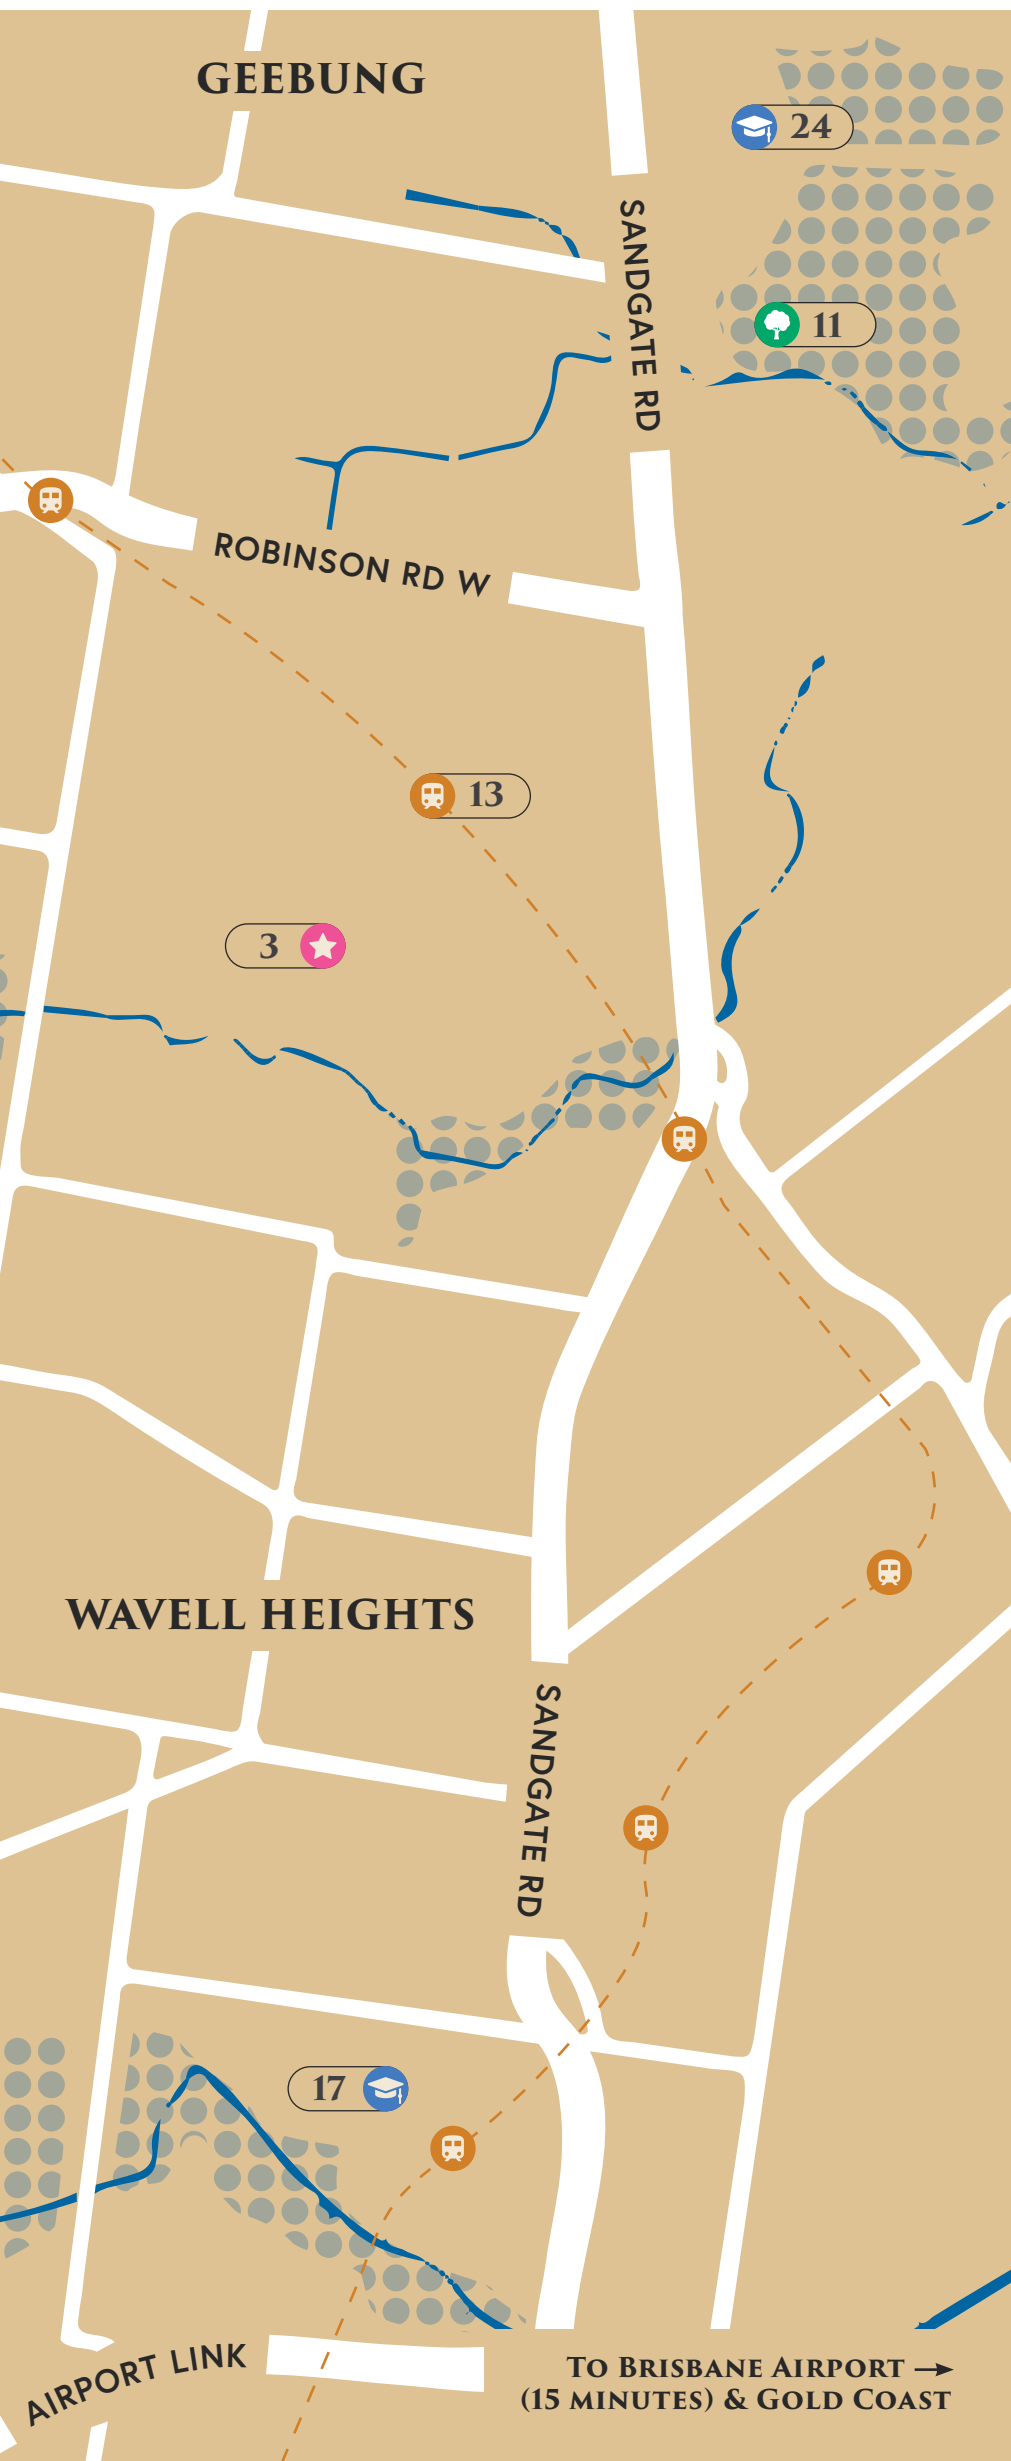 GEEBUNG
24
SANDGATE RD
11
ROBINSON RD W
13
3
WAVELL HEIGHTS
SANDGATE RD
17
AIRPORT LINK
TO BRISBANE AIRPORT →
(15 MINUTES) & GOLD COAST